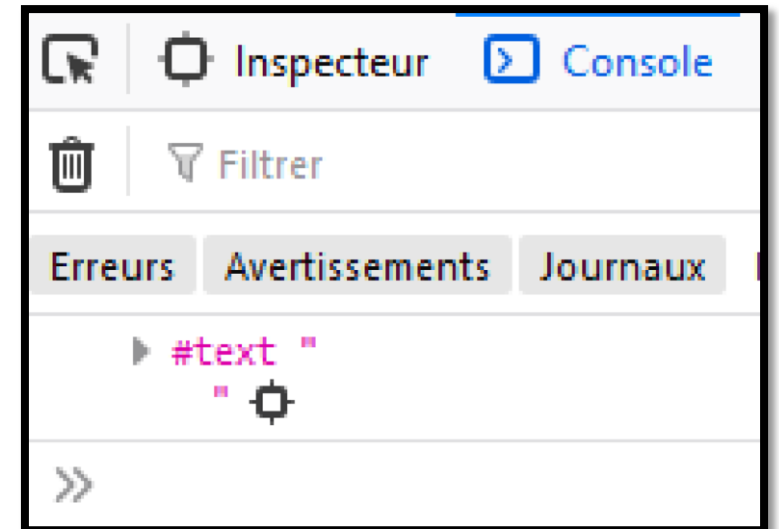 Inspecteur Console
Filtrer
Erreurs Avertissements Journaux
#text "
"